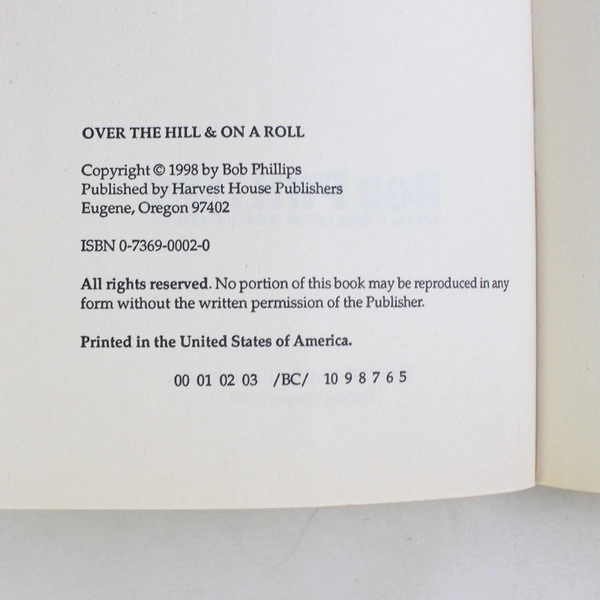 OVER THE HILL & ON A ROLL
Copyright © 1998 by Bob Phillips
Published by Harvest House Publishers
Eugene, Oregon 97402
ISBN 0-7369-0002-0
All rights reserved. No portion of this book may be reproduced in any
form without the written permission of the Publisher.
Printed in the United States of America.
00 01 02 03 /BC/ 10 9 8 7 6 5